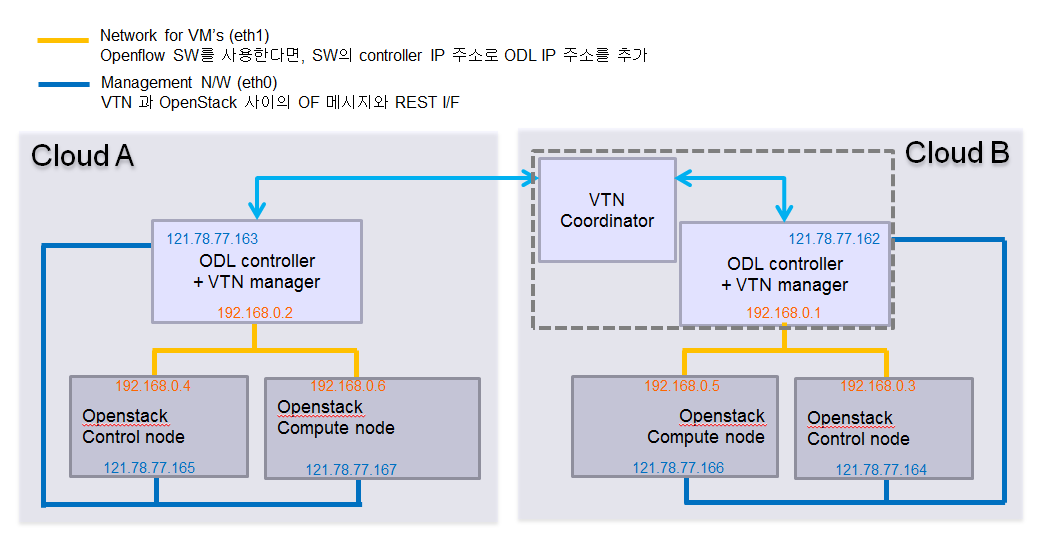 Network for VM's (eth1)
Openflow SW를 사용한다면, SW의 controller IP 주소로 ODL IP 주소를 추가
Management N/W (eth0)
VTN 과 OpenStack 사이의 OF 메시지와 REST I/F
Cloud A
121.78.77.163
ODL controller
+ VTN manager
192.168.0.2
192.168.0.4
Openstack
Control node
121.78.77.165
192.168.0.6
Openstack
Compute node
121.78.77.167
Cloud B
VTN
Coordinator
121.78.77.162
ODL controller
+ VTN manager
192.168.0.1
192.168.0.5
Openstack
Compute node
121.78.77.166
192.168.0.3
Openstack
Control node
121.78.77.164